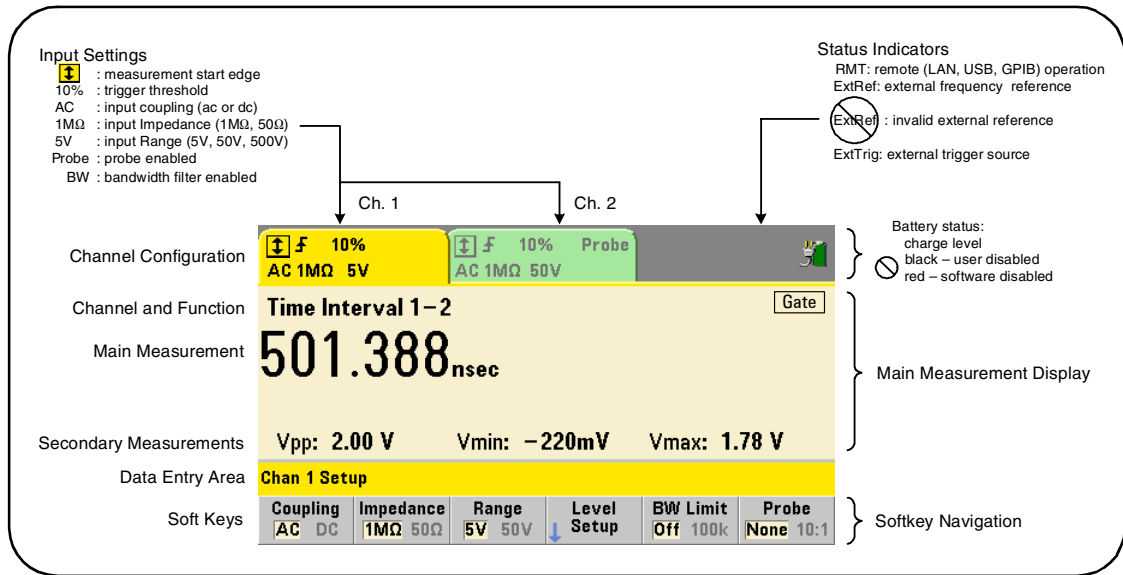 Input Settings
: measurement start edge
10% : trigger threshold
AC : input coupling (ac or dc)
1MΩ : input Impedance (1MΩ, 50Ω)
5V : input Range (5V, 50V, 500V)
Probe : probe enabled
BW : bandwidth filter enabled
Status Indicators
RMT: remote (LAN, USB, GPIB) operation
ExtRef: external frequency reference
ExtRef : invalid external reference
ExtTrig: external trigger source
Ch. 1
Ch. 2
Channel Configuration
10%
AC 1MΩ 5V
10% Probe
AC 1MΩ 50V
Battery status:
charge level
black – user disabled
red – software disabled
Channel and Function
Time Interval 1–2
Gate
Main Measurement
501.388 nsec
Main Measurement Display
Secondary Measurements
Vpp: 2.00 V Vmin: –220mV Vmax: 1.78 V
Data Entry Area
Chan 1 Setup
Soft Keys
Coupling
AC DC
Impedance
1MΩ 50Ω
Range
5V 50V
Level
Setup
BW Limit
Off 100k
Probe
None 10:1
Softkey Navigation